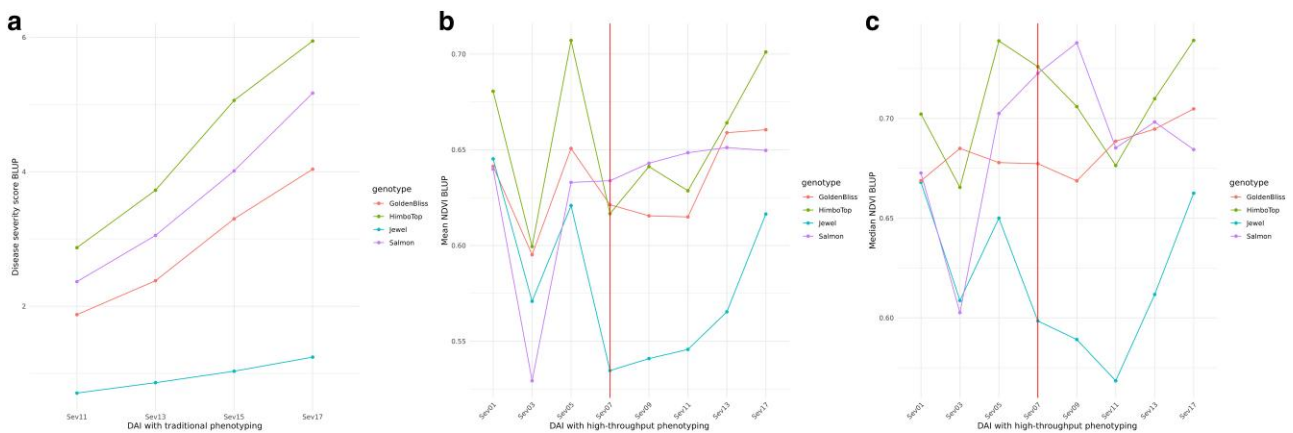 a
6
4
2
Disease severity score BLUP
Sev11 Sev13 Sev15 Sev17
DAI with traditional phenotyping
genotype
GoldenBliss
HimboTop
Jewel
Salmon
b
0.70
0.65
0.60
0.55
Mean NDVI BLUP
Sev01 Sev03 Sev05 Sev07 Sev09 Sev11 Sev13 Sev17
DAI with high-throughput phenotyping
genotype
GoldenBliss
HimboTop
Jewel
Salmon
c
0.70
0.65
0.60
Median NDVI BLUP
Sev01 Sev03 Sev05 Sev07 Sev09 Sev11 Sev13 Sev17
DAI with high-throughput phenotyping
genotype
GoldenBliss
HimboTop
Jewel
Salmon